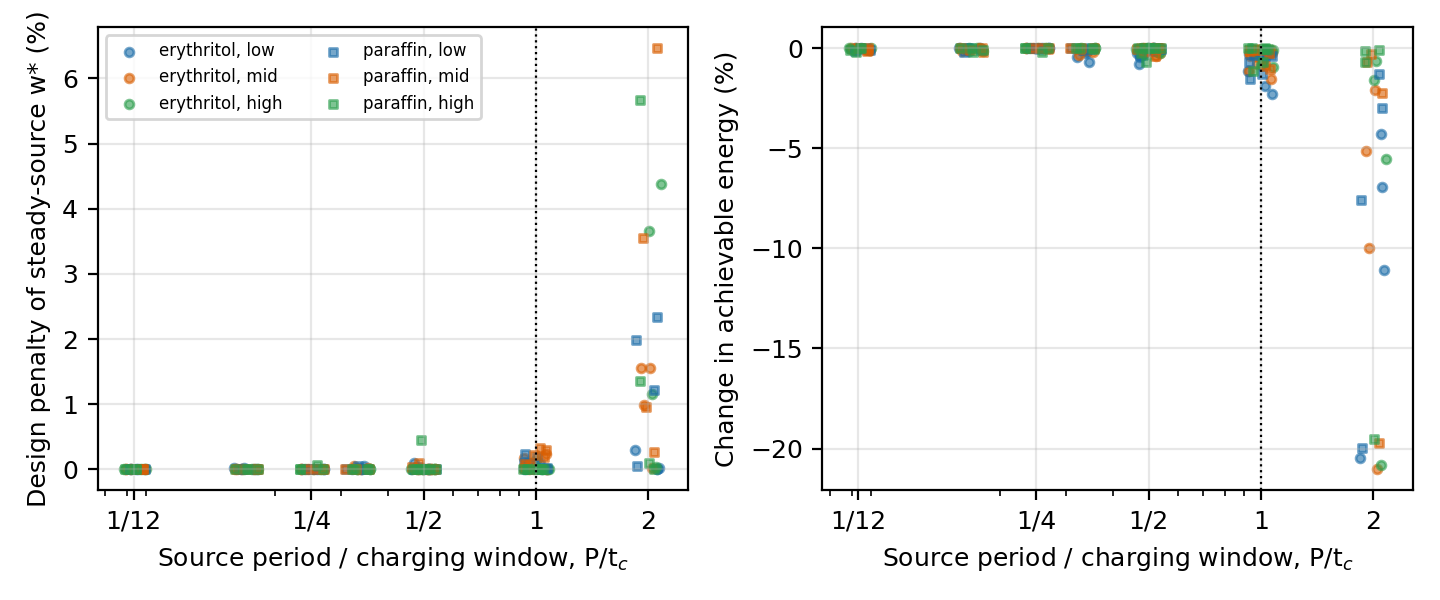 Design penalty of steady-source w* (%)
6
5
4
3
2
1
0
erythritol, low
erythritol, mid
erythritol, high
paraffin, low
paraffin, mid
paraffin, high
1/12
1/4
1/2
1
2
Source period / charging window, P/t_c
Change in achievable energy (%)
0
−5
−10
−15
−20
1/12
1/4
1/2
1
2
Source period / charging window, P/t_c